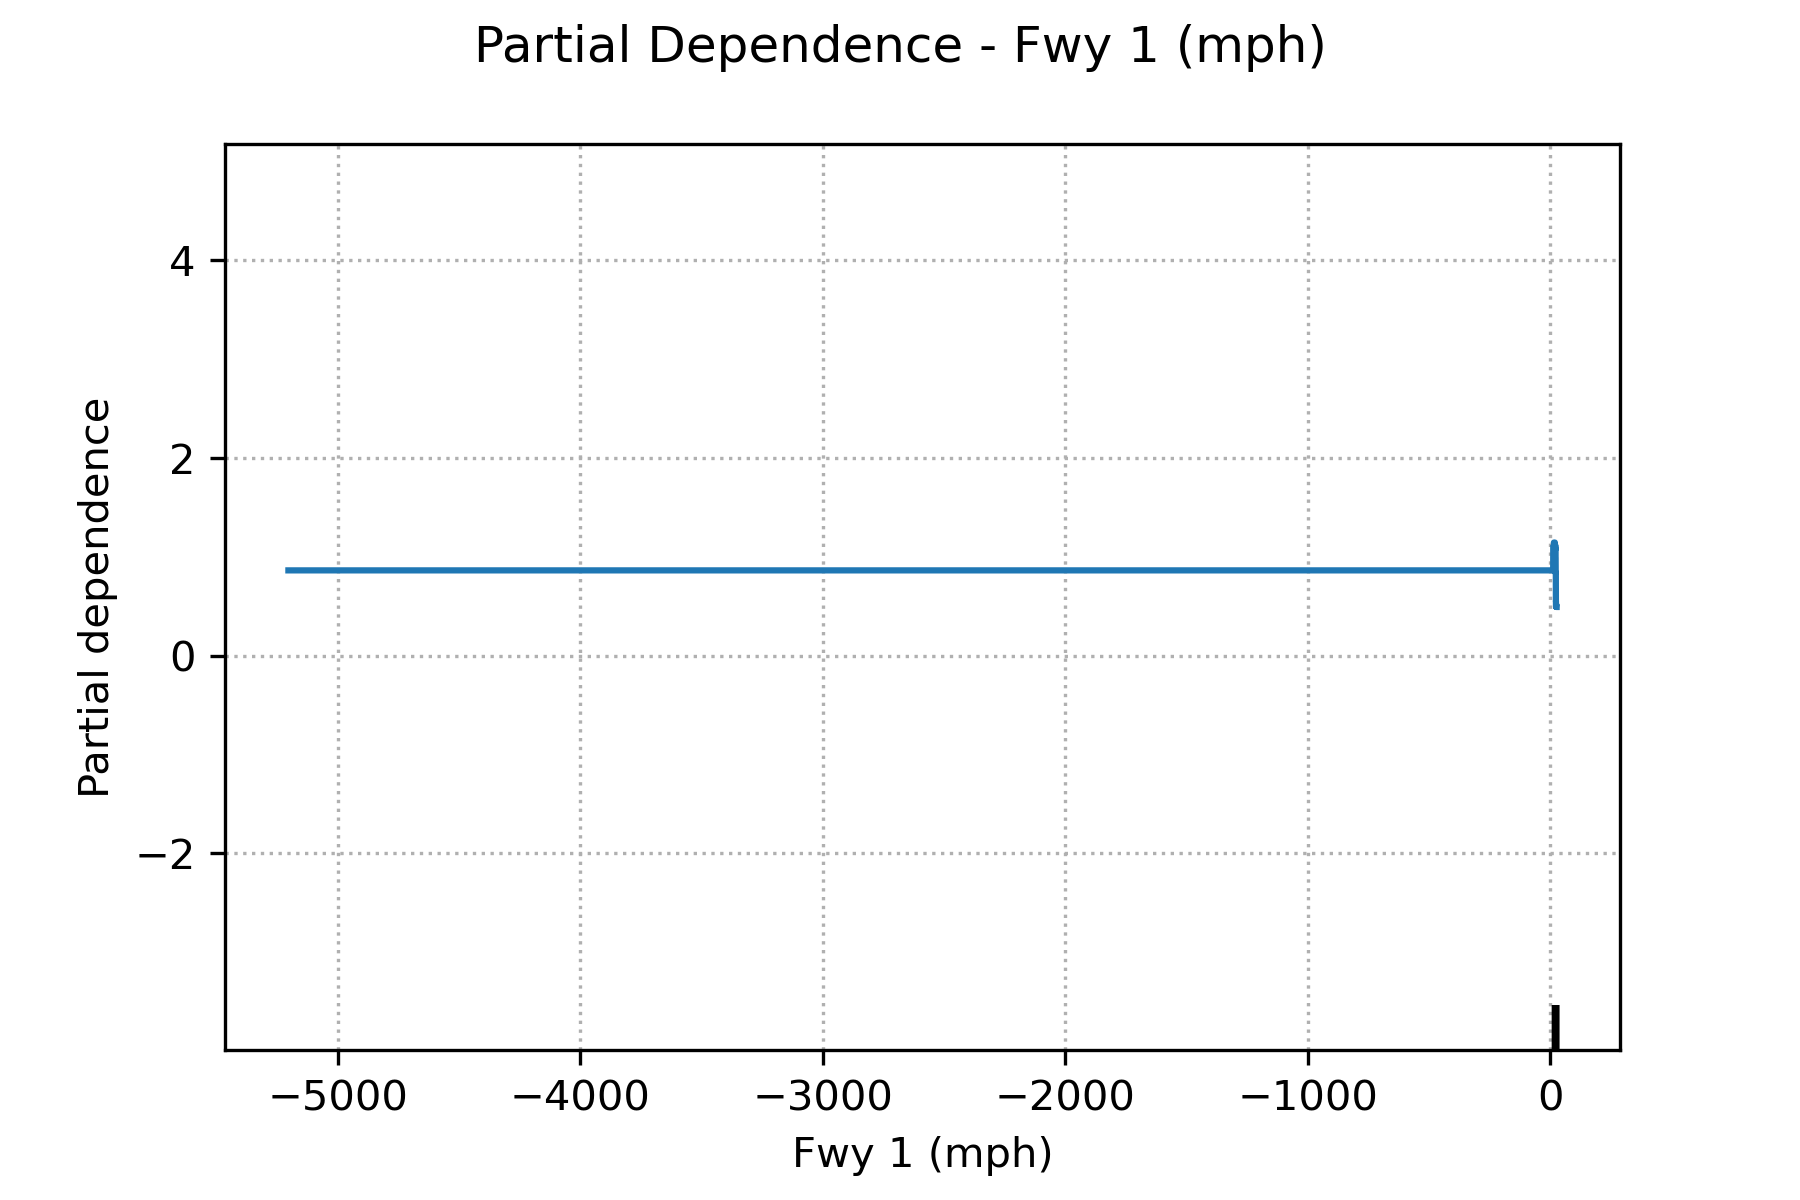 Partial Dependence - Fwy 1 (mph)
4
2
0
−2
Partial dependence
−5000 −4000 −3000 −2000 −1000 0
Fwy 1 (mph)